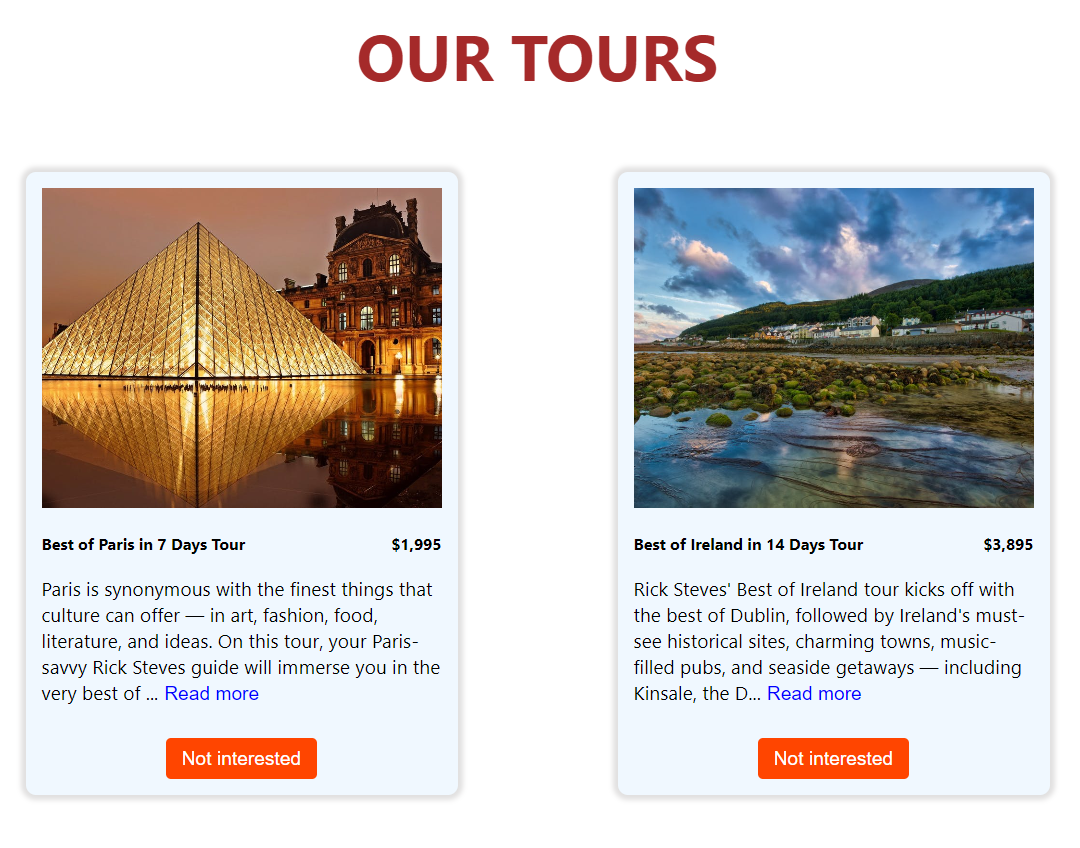 OUR TOURS
Best of Paris in 7 Days Tour $1,995
Paris is synonymous with the finest things that
culture can offer — in art, fashion, food,
literature, and ideas. On this tour, your Paris-
savvy Rick Steves guide will immerse you in the
very best of ... Read more
Not interested
Best of Ireland in 14 Days Tour $3,895
Rick Steves' Best of Ireland tour kicks off with
the best of Dublin, followed by Ireland's must-
see historical sites, charming towns, music-
filled pubs, and seaside getaways — including
Kinsale, the D... Read more
Not interested